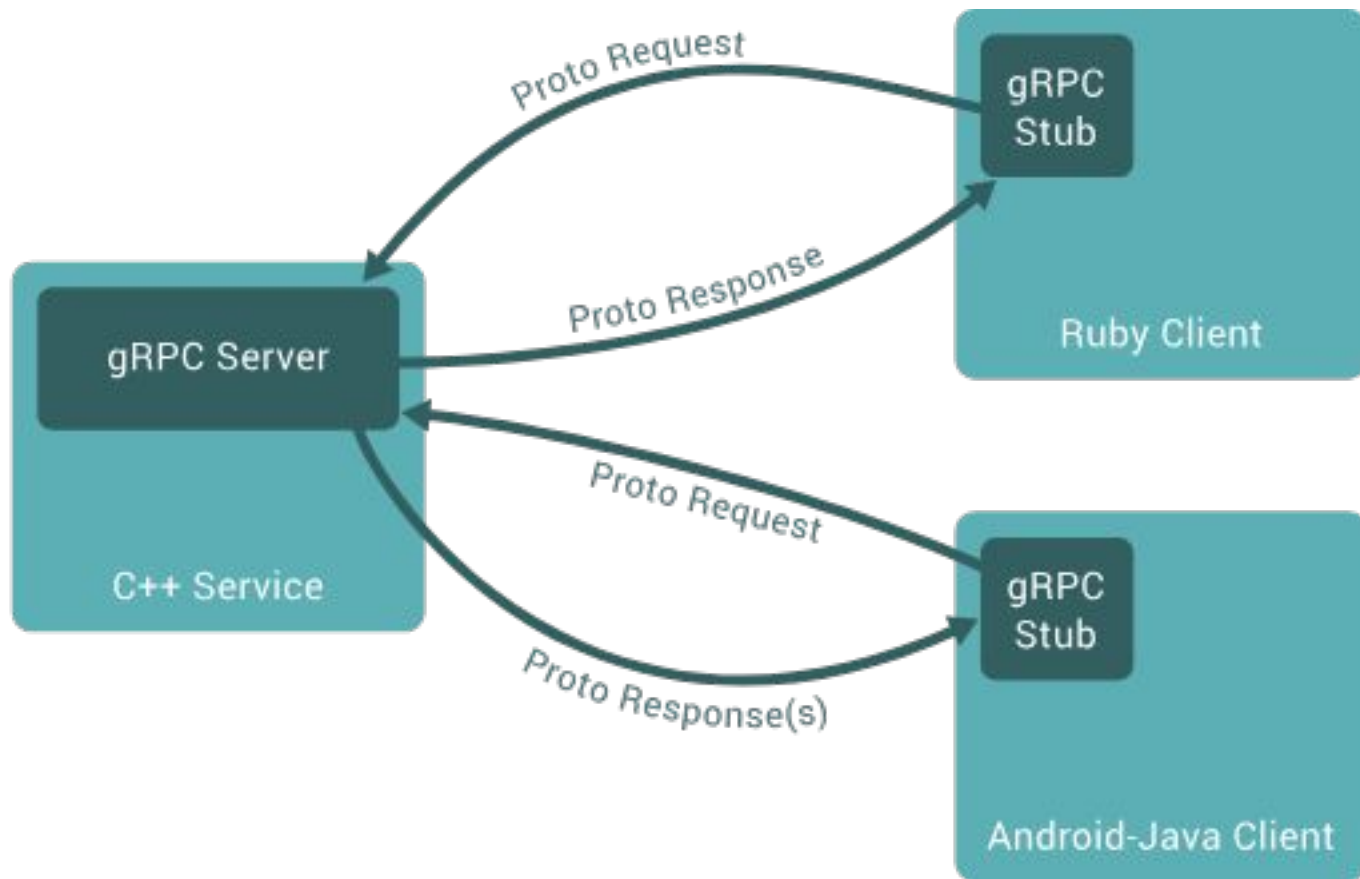 Proto Request
gRPC
Stub
Proto Response
Ruby Client
gRPC Server
C++ Service
Proto Request
gRPC
Stub
Proto Response(s)
Android-Java Client